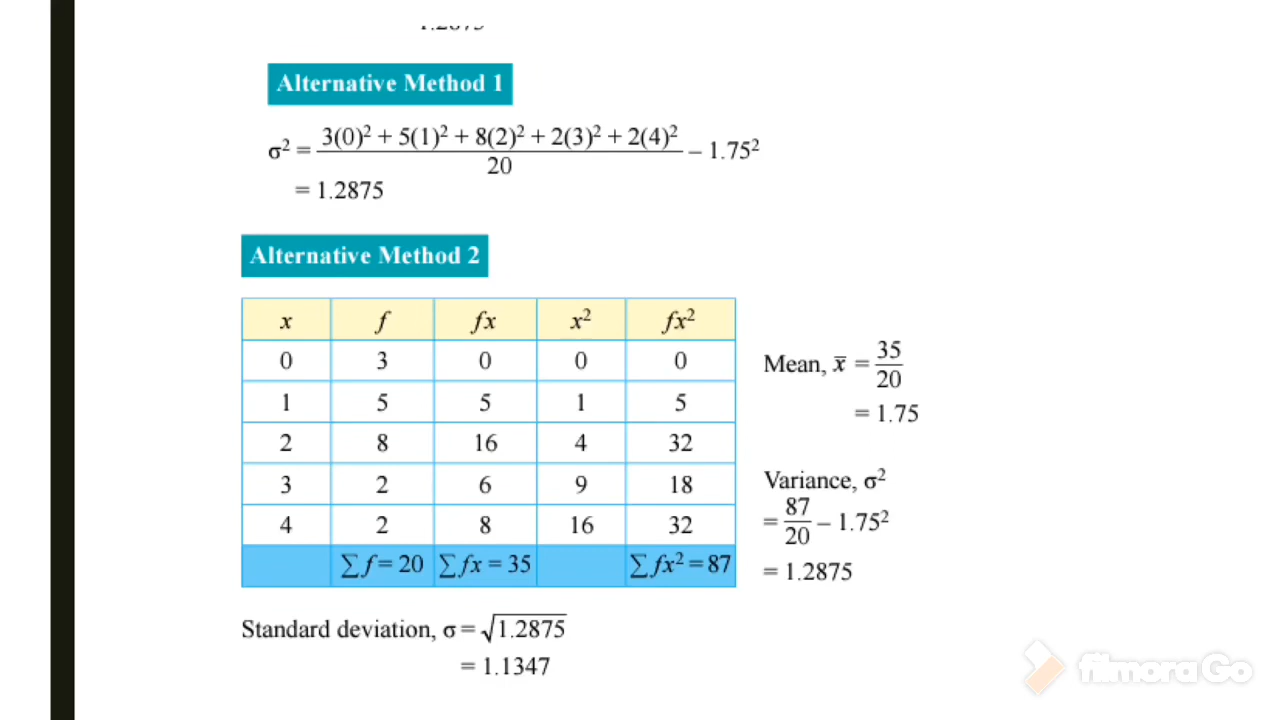 Alternative Method 1
σ² = 3(0)² + 5(1)² + 8(2)² + 2(3)² + 2(4)² / 20 – 1.75²
= 1.2875
Alternative Method 2
x f fx x² fx²
0 3 0 0 0
1 5 5 1 5
2 8 16 4 32
3 2 6 9 18
4 2 8 16 32
∑f = 20 ∑fx = 35 ∑fx² = 87
Mean, x̄ = 35/20
= 1.75
Variance, σ²
= 87/20 – 1.75²
= 1.2875
Standard deviation, σ = √1.2875
= 1.1347
filmoraGo